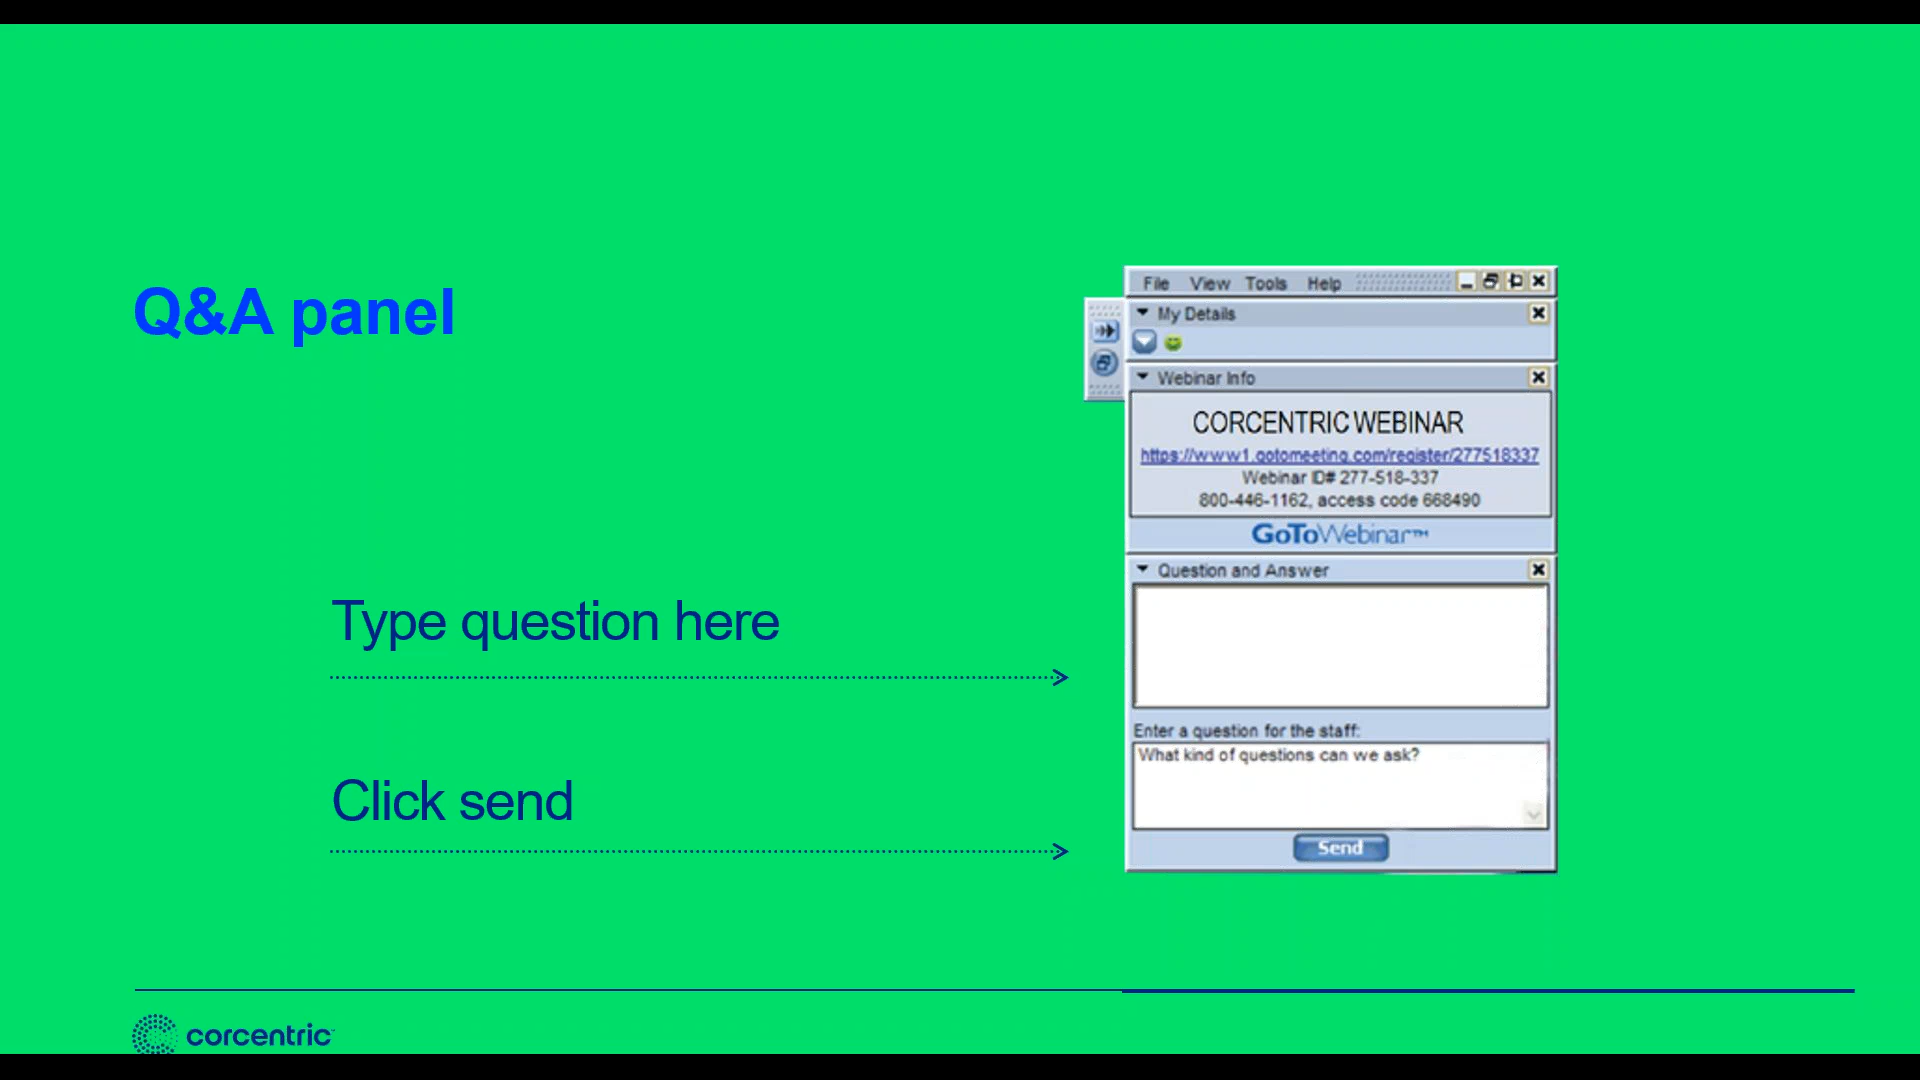 Q&A panel
Type question here
Click send
File View Tools Help
My Details
Webinar Info
CORCENTRIC WEBINAR
https://www1.gotomeeting.com/register/277518337
Webinar ID# 277-518-337
800-446-1162, access code 668490
GoToWebinar™
Question and Answer
Enter a question for the staff:
What kind of questions can we ask?
Send
corcentric™